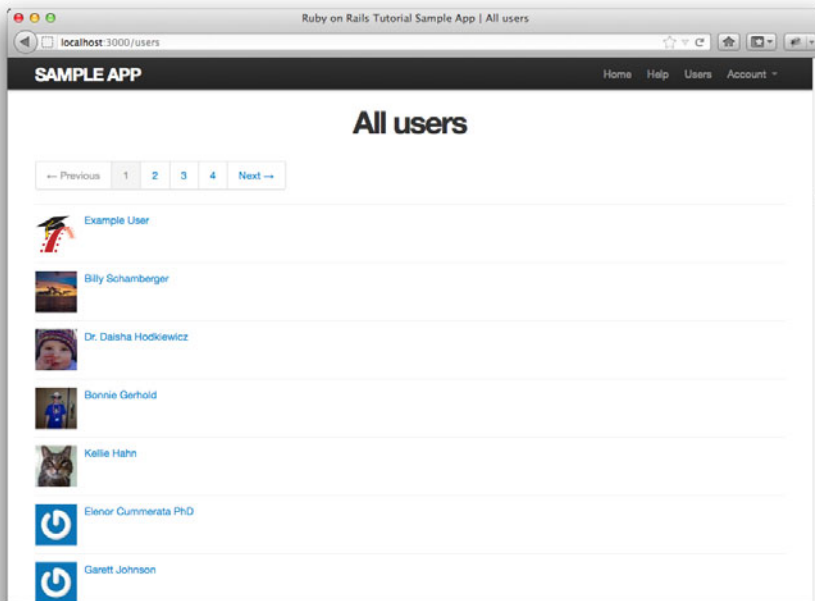 Ruby on Rails Tutorial Sample App | All users
localhost:3000/users
SAMPLE APP
Home Help Users Account
All users
← Previous 1 2 3 4 Next →
Example User
Billy Schamberger
Dr. Daisha Hodkiewicz
Bonnie Gerhold
Kellie Hahn
Elenor Cummerata PhD
Garett Johnson